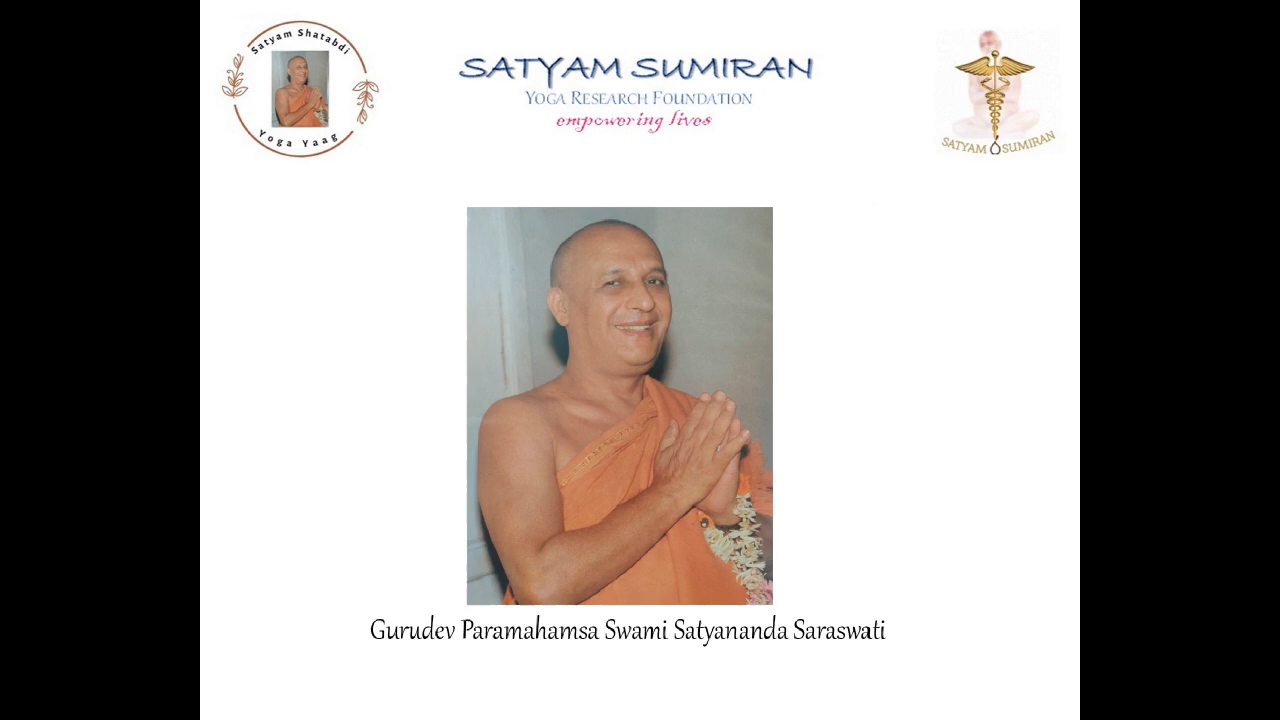 Satyam Shatabdi
Yoga Yaag
SATYAM SUMIRAN
YOGA RESEARCH FOUNDATION
empowering lives
SATYAM SUMIRAN
Gurudev Paramahamsa Swami Satyananda Saraswati